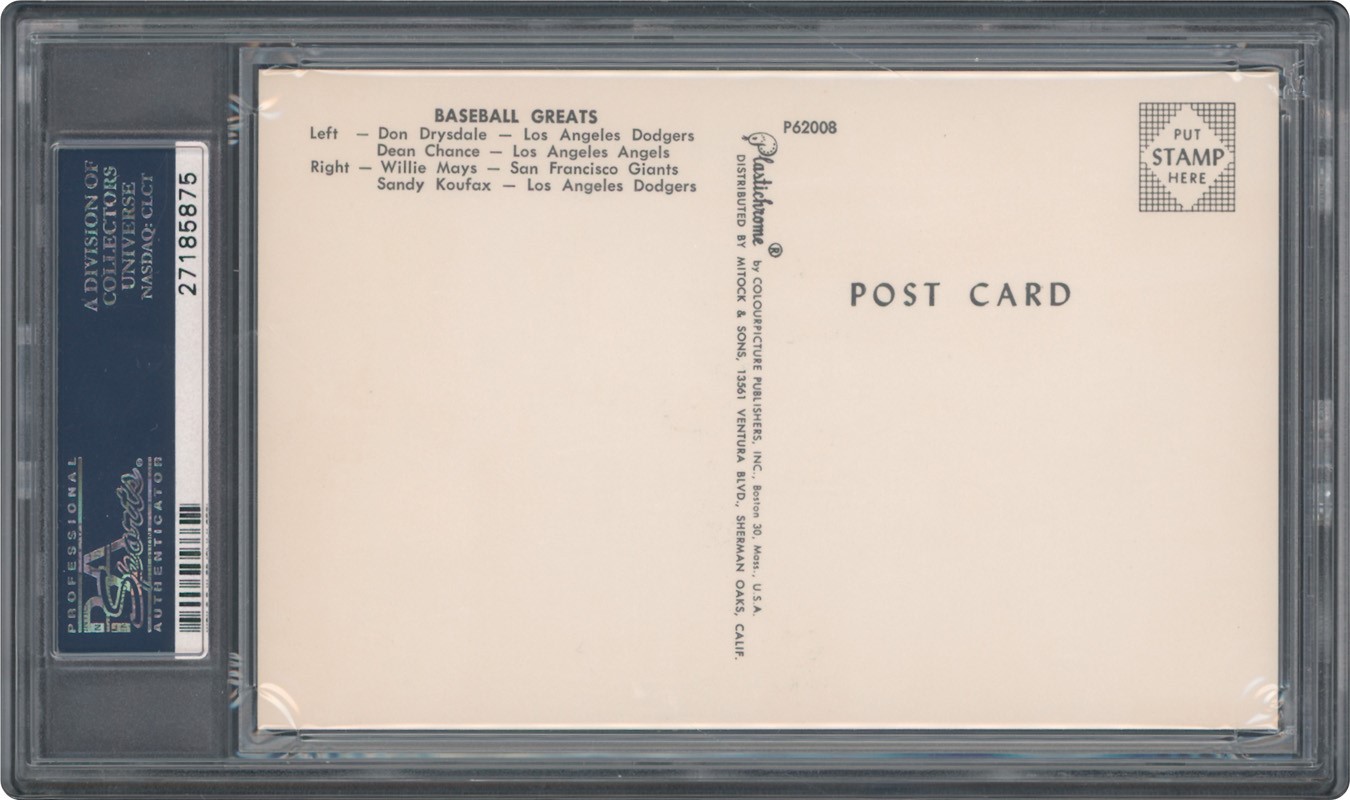 BASEBALL GREATS
Left — Don Drysdale — Los Angeles Dodgers
Dean Chance — Los Angeles Angels
Right — Willie Mays — San Francisco Giants
Sandy Koufax — Los Angeles Dodgers
P62008
Plastichrome ® by COLOURPICTURE PUBLISHERS, INC., Boston 30, Mass., U.S.A.
DISTRIBUTED BY MITOCK & SONS, 13561 VENTURA BLVD., SHERMAN OAKS, CALIF.
PUT
STAMP
HERE
POST CARD
A DIVISION OF
COLLECTORS
UNIVERSE
NASDAQ: CLCT
27185875
PROFESSIONAL
PSA
Sports®
AUTHENTICATOR